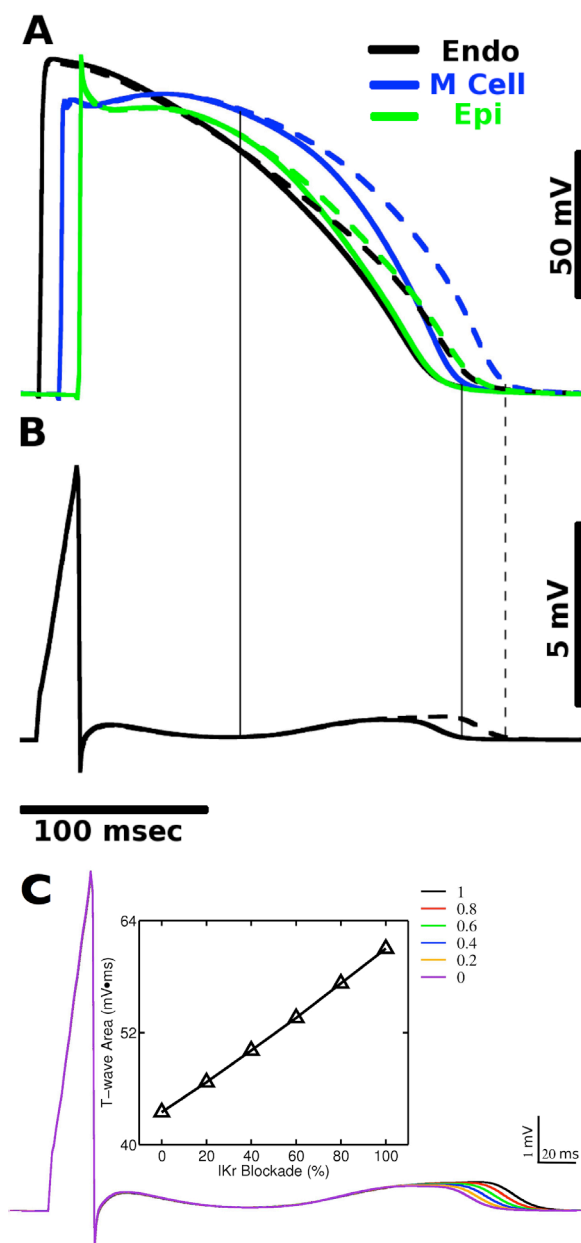 A
Endo
M Cell
Epi
50 mV
B
5 mV
100 msec
C
1
0.8
0.6
0.4
0.2
0
64
52
40
T-wave Area (mV•ms)
0 20 40 60 80 100
IKr Blockade (%)
1 mV
20 ms